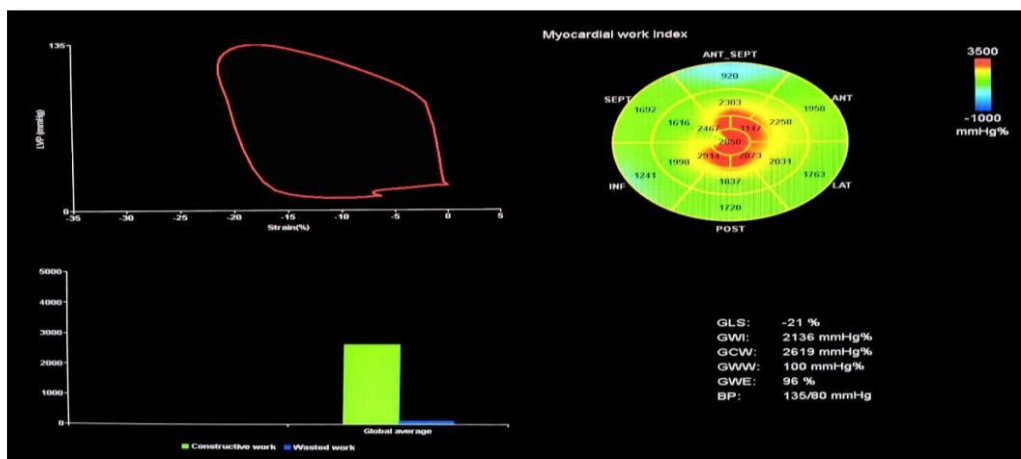 135
LVP (mmHg)
0
-35 -30 -25 -20 -15 -10 -5 0 5
Strain(%)
Myocardial work index
ANT_SEPT
920
SEPT
1692
2303
1958
ANT
1616
2467
3147
2258
2850
1998
2914
2873
2031
INF
1241
1837
1763
LAT
1720
POST
3500
-1000
mmHg%
5000
4000
3000
2000
1000
0
Global average
Constructive work Wasted work
GLS: -21 %
GWI: 2136 mmHg%
GCW: 2619 mmHg%
GWW: 100 mmHg%
GWE: 96 %
BP: 135/80 mmHg